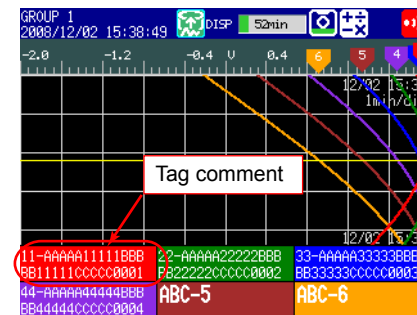 GROUP 1
2008/12/02 15:38:49 DISP 52min
-2.0 -1.2 -0.4 V 0.4 6 5 4
12/02 15:3
1min/di
Tag comment
12/02 15:3
11-AAAAA11111BBB 22-AAAAA22222BBB 33-AAAAA33333BBB
BB11111CCCCC0001 BB22222CCCCC0002 BB33333CCCCC0003
44-AAAAA44444BBB ABC-5 ABC-6
BB44444CCCCC0004